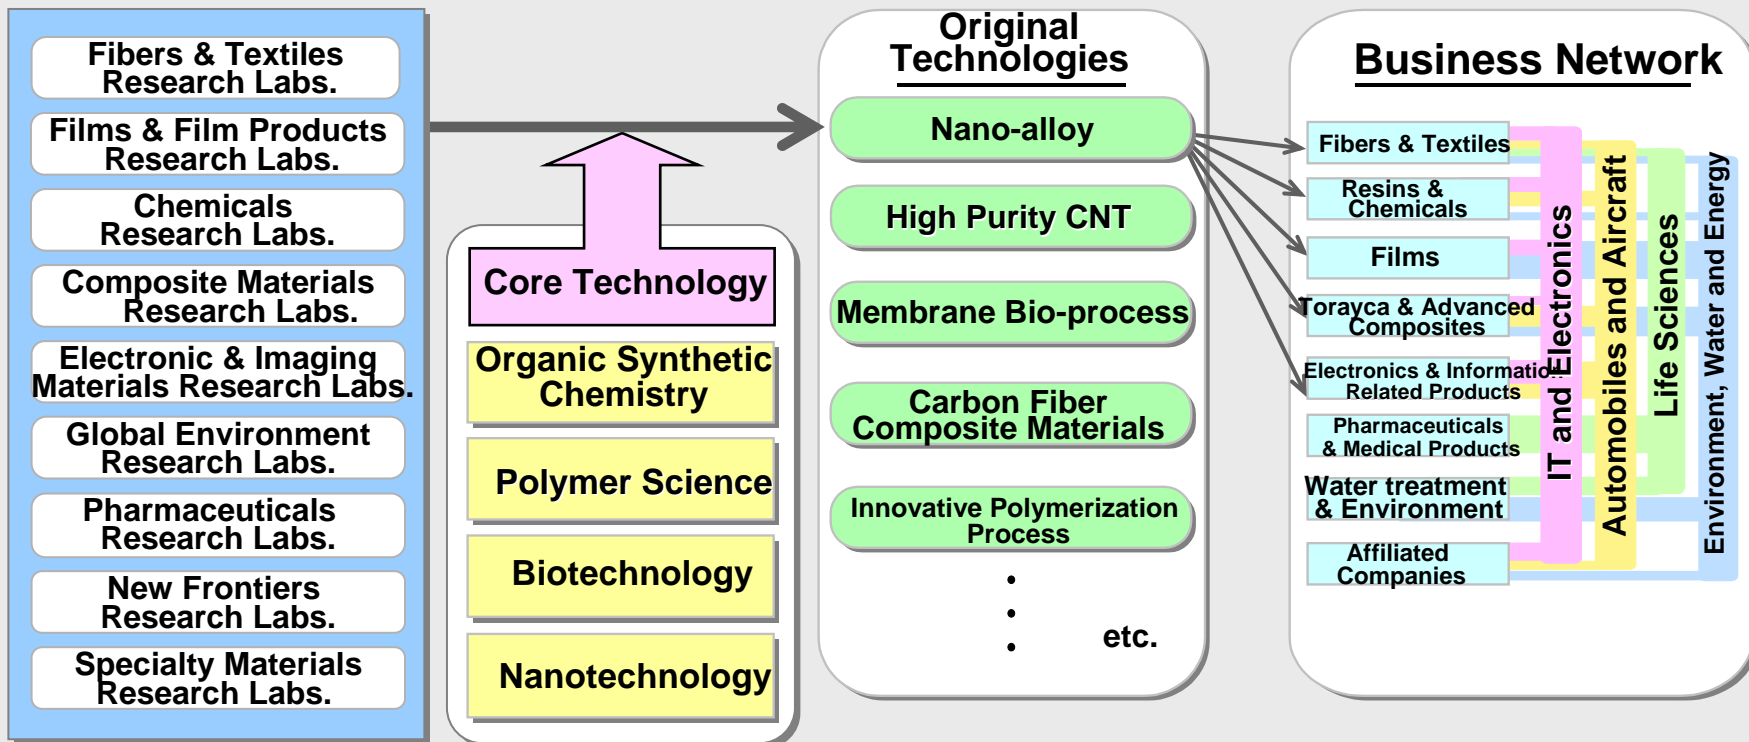 Fibers & Textiles
Research Labs.
Films & Film Products
Research Labs.
Chemicals
Research Labs.
Composite Materials
Research Labs.
Electronic & Imaging
Materials Research Labs.
Global Environment
Research Labs.
Pharmaceuticals
Research Labs.
New Frontiers
Research Labs.
Specialty Materials
Research Labs.
Core Technology
Organic Synthetic
Chemistry
Polymer Science
Biotechnology
Nanotechnology
Original
Technologies
Nano-alloy
High Purity CNT
Membrane Bio-process
Carbon Fiber
Composite Materials
Innovative Polymerization
Process
etc.
Business Network
Fibers & Textiles
Resins &
Chemicals
Films
Torayca & Advanced
Composites
Electronics & Information
Related Products
Pharmaceuticals
& Medical Products
Water treatment
& Environment
Affiliated
Companies
IT and Electronics
Automobiles and Aircraft
Life Sciences
Environment, Water and Energy